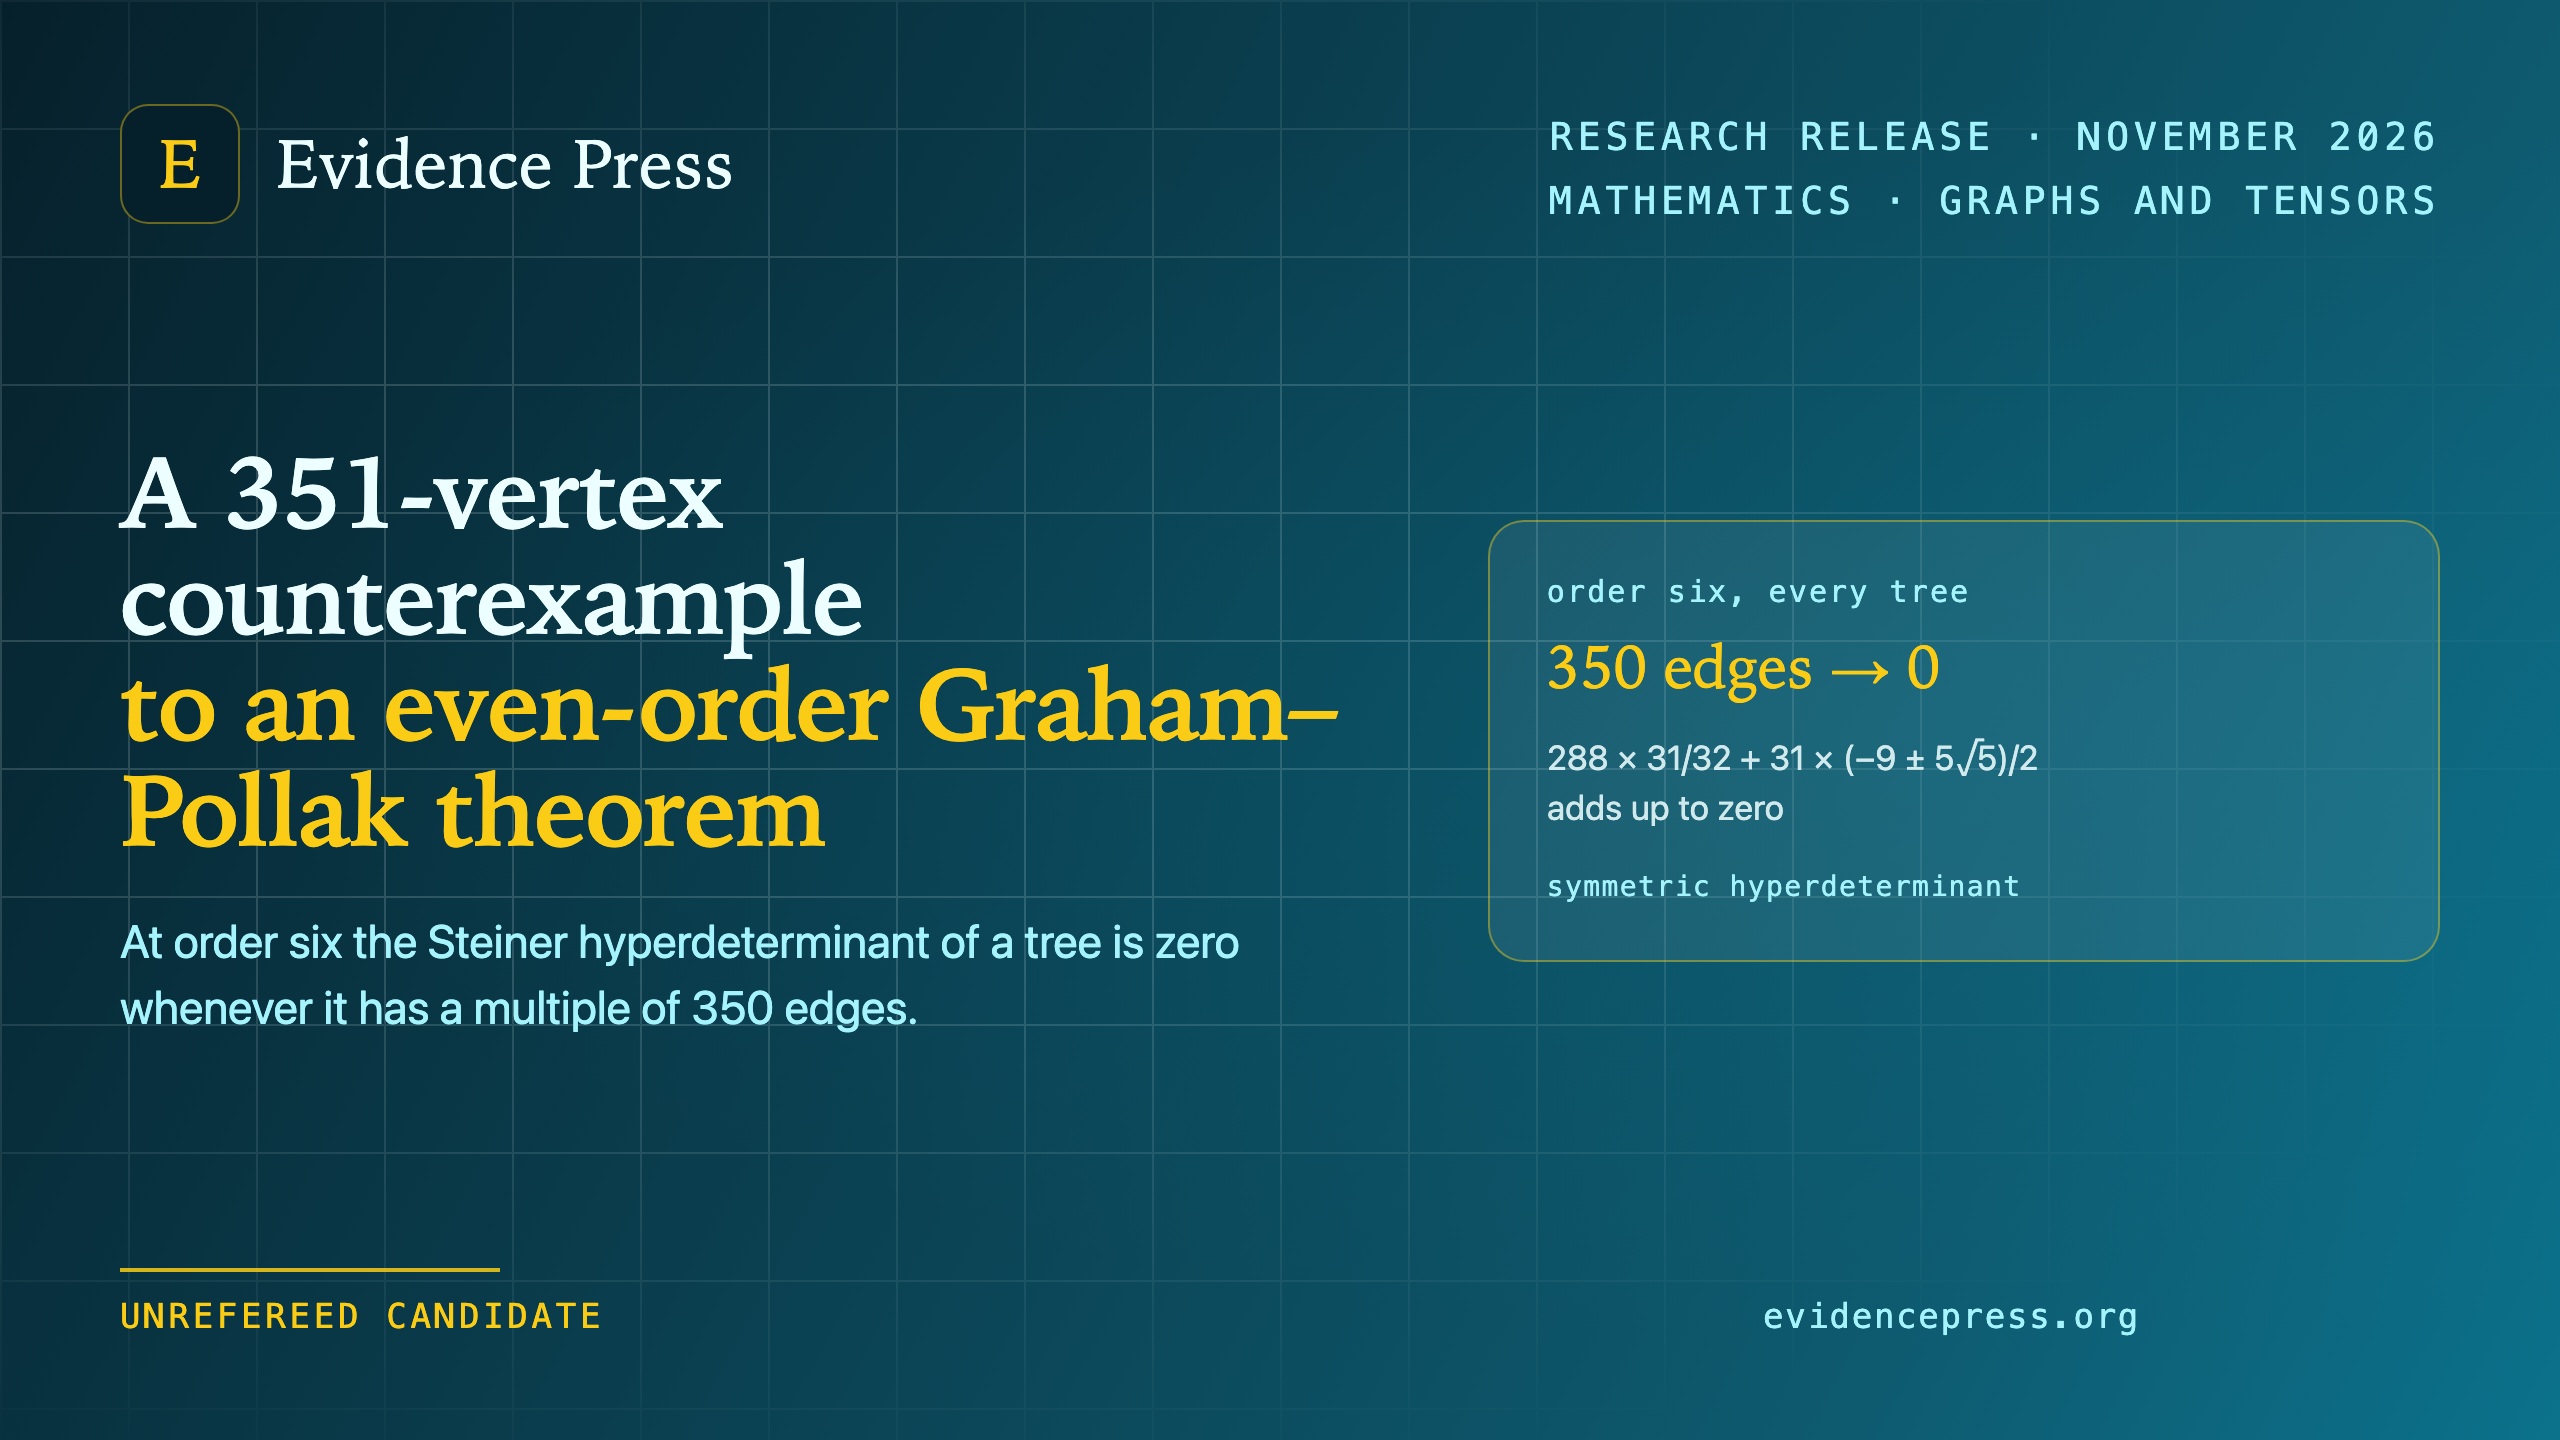 E Evidence Press
RESEARCH RELEASE · NOVEMBER 2026
MATHEMATICS · GRAPHS AND TENSORS
A 351-vertex
counterexample
to an even-order Graham–
Pollak theorem
At order six the Steiner hyperdeterminant of a tree is zero
whenever it has a multiple of 350 edges.
order six, every tree
350 edges → 0
288 × 31/32 + 31 × (−9 ± 5√5)/2
adds up to zero
symmetric hyperdeterminant
UNREFEREED CANDIDATE
evidencepress.org